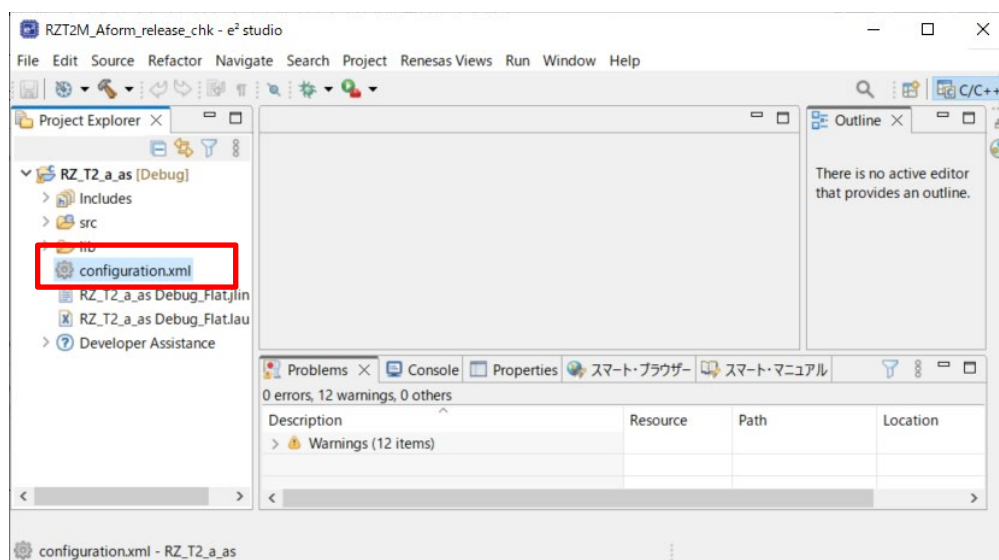 RZT2M_Aform_release_chk - e² studio
File Edit Source Refactor Navigate Search Project Renesas Views Run Window Help
C/C++
Project Explorer
Outline
RZ_T2_a_as [Debug]
Includes
src
lib
configuration.xml
RZ_T2_a_as Debug_Flat.jlin
RZ_T2_a_as Debug_Flat.lau
Developer Assistance
There is no active editor
that provides an outline.
Problems Console Properties スマート・ブラウザー スマート・マニュアル
0 errors, 12 warnings, 0 others
Description Resource Path Location
Warnings (12 items)
configuration.xml - RZ_T2_a_as